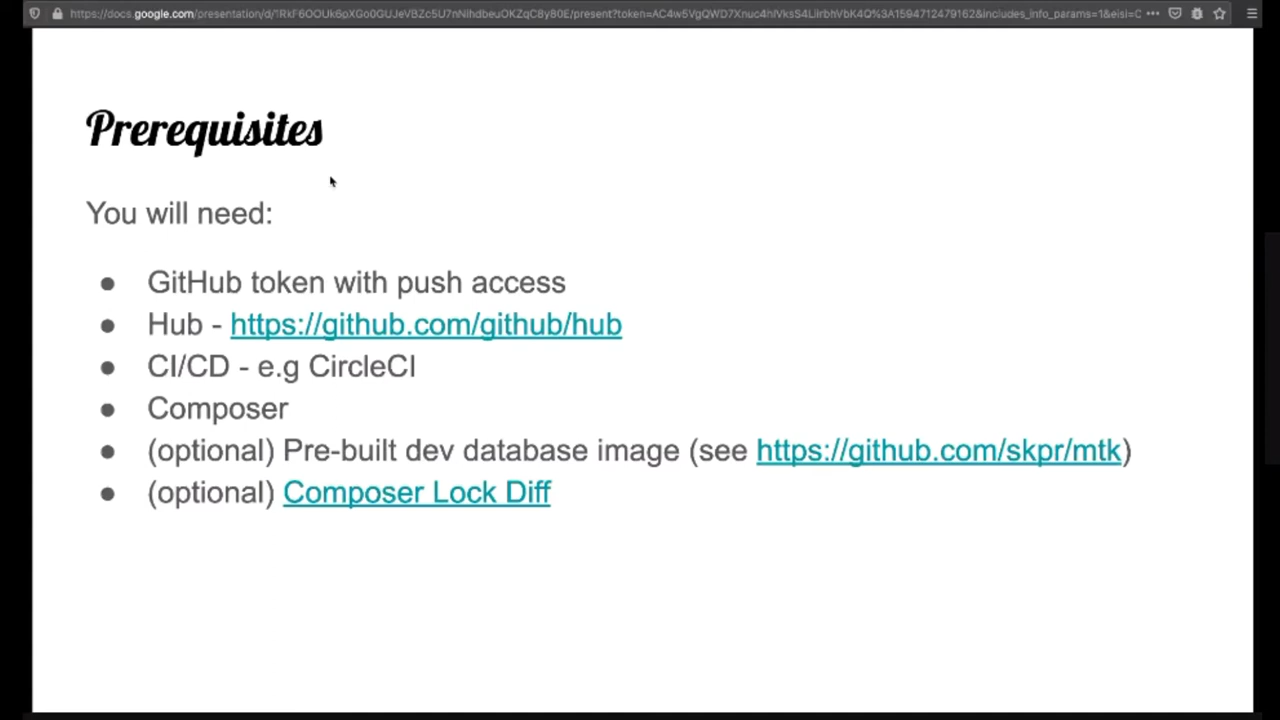 Prerequisites
You will need:
● GitHub token with push access
● Hub - https://github.com/github/hub
● CI/CD - e.g CircleCI
● Composer
● (optional) Pre-built dev database image (see https://github.com/skpr/mtk)
● (optional) Composer Lock Diff